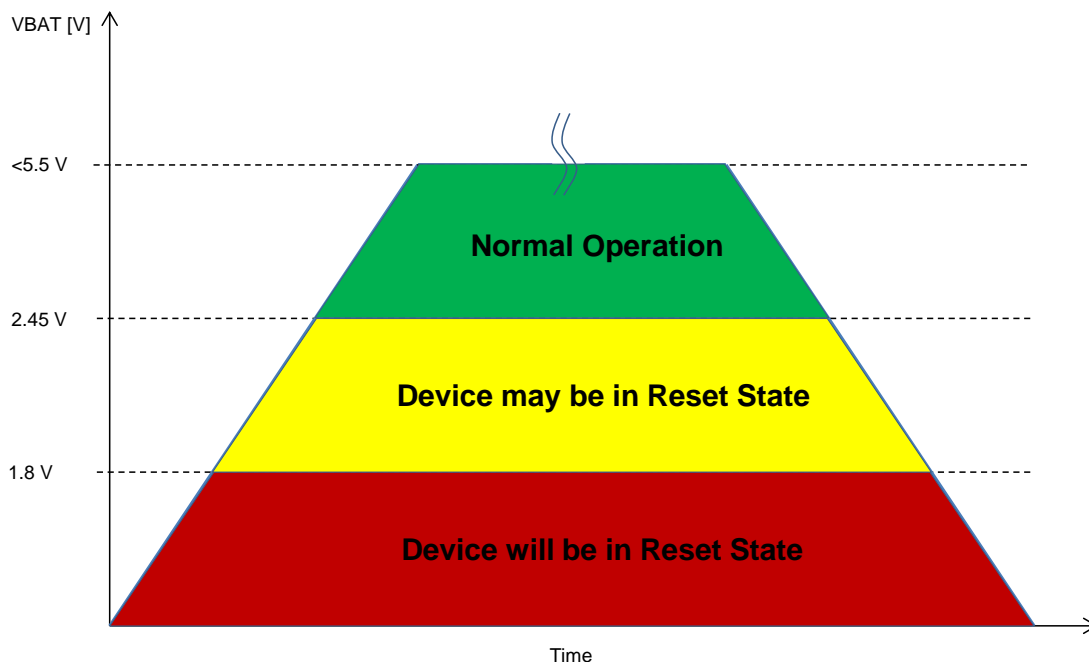 VBAT [V]
<5.5 V
Normal Operation
2.45 V
Device may be in Reset State
1.8 V
Device will be in Reset State
Time